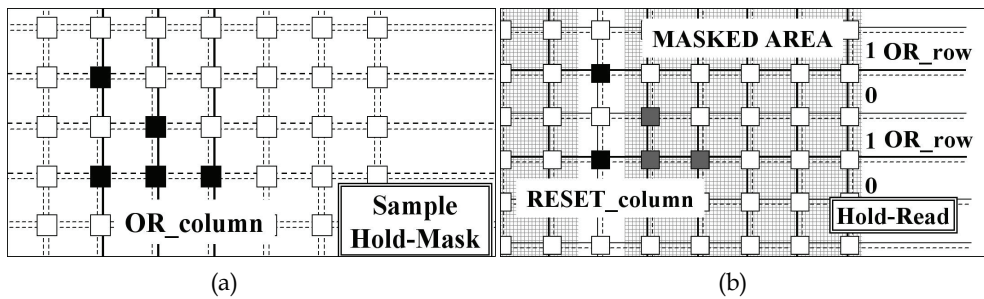 OR_column
Sample
Hold-Mask
(a)
MASKED AREA
1 OR_row
0
1 OR_row
0
RESET_column
Hold-Read
(b)